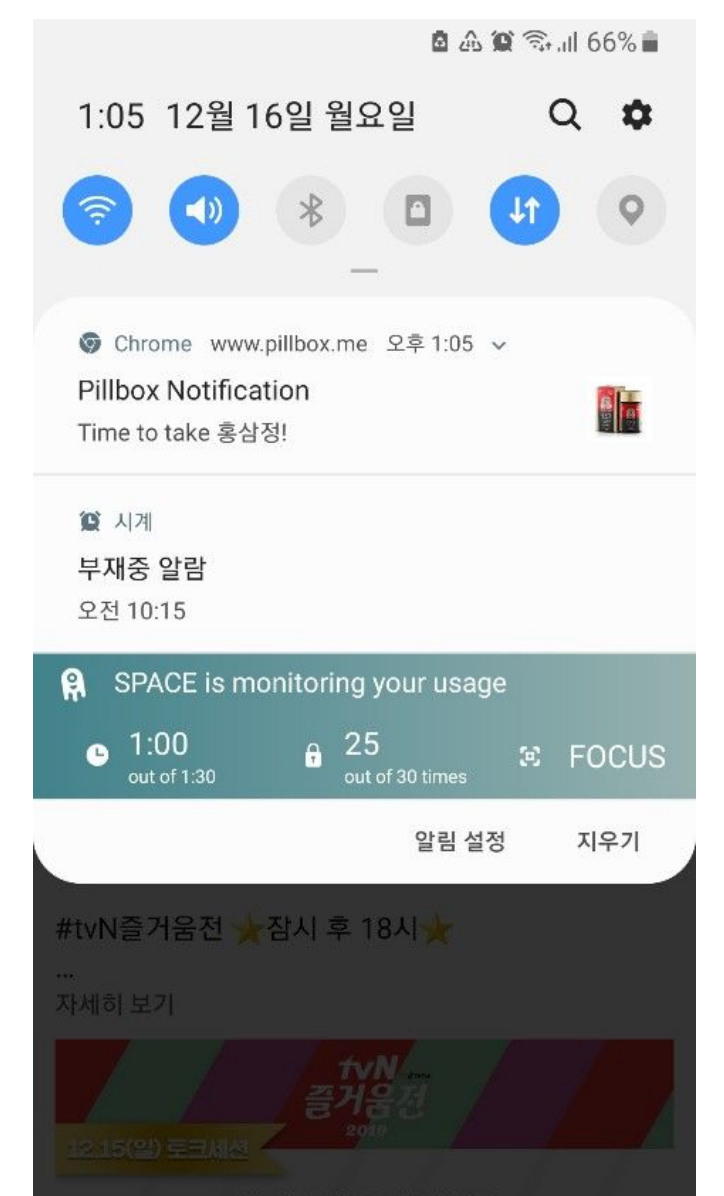 66%
1:05 12월 16일 월요일
Chrome www.pillbox.me 오후 1:05
Pillbox Notification
Time to take 홍삼정!
시계
부재중 알람
오전 10:15
SPACE is monitoring your usage
1:00 25 FOCUS
out of 1:30 out of 30 times
알림 설정 지우기
#tvN즐거움전 ⭐잠시 후 18시⭐
...
자세히 보기
tvN
즐거움전
2019
12.15(일) 토크세션